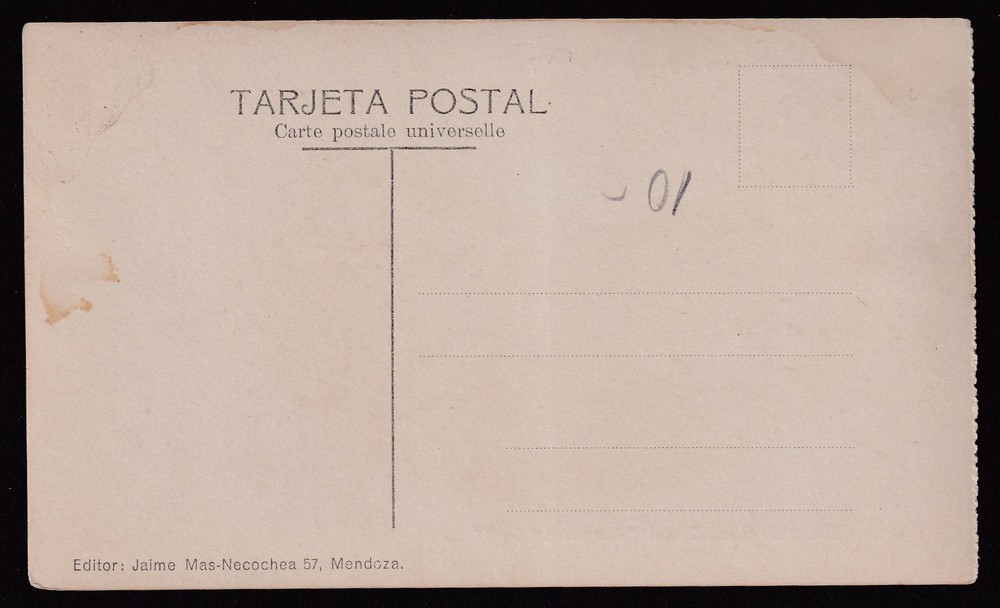 TARJETA POSTAL
Carte postale universelle
01
Editor: Jaime Mas-Necochea 57, Mendoza.